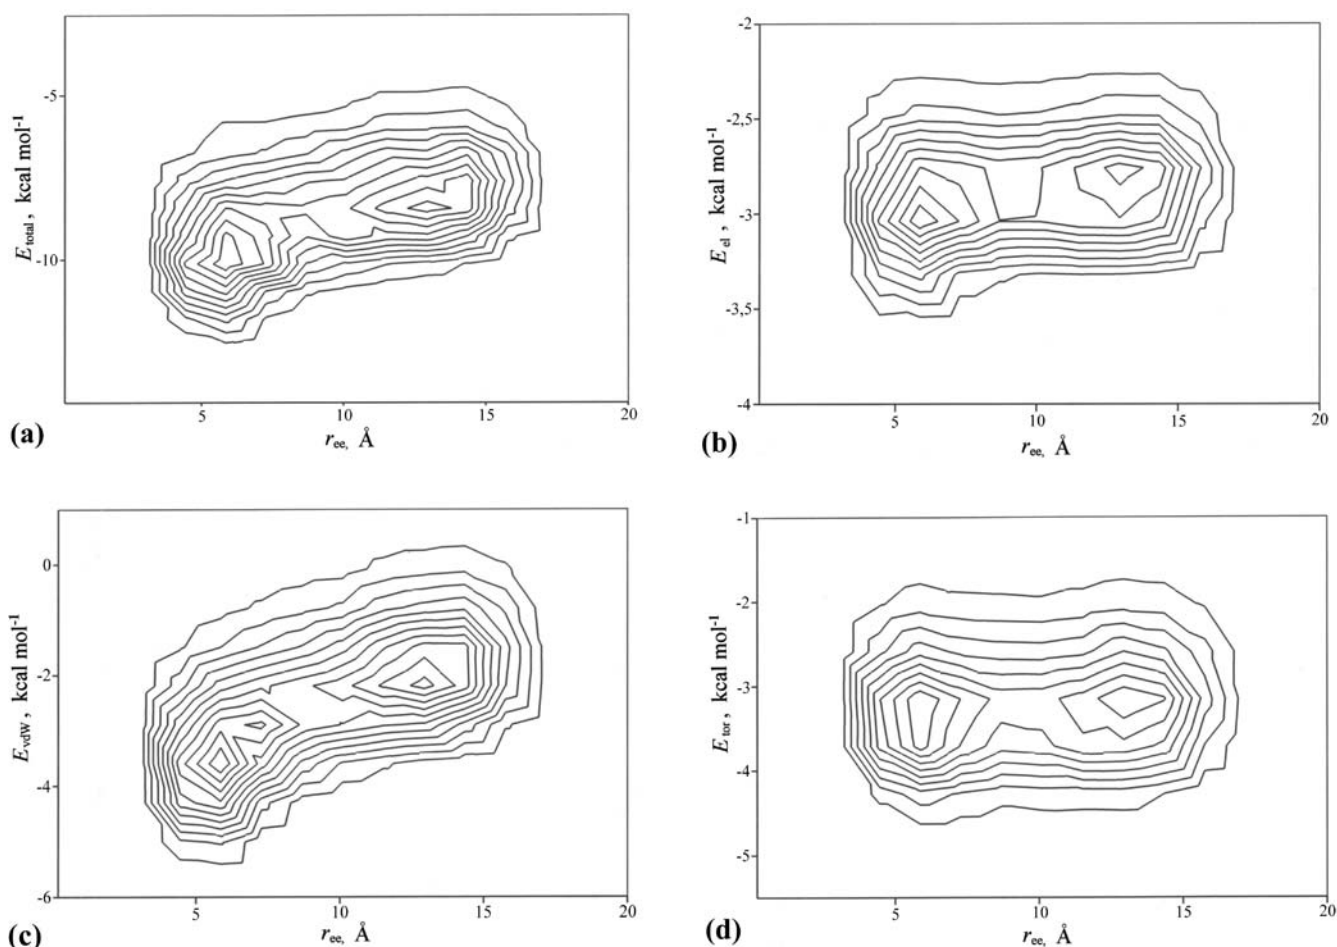 -5
-10
E_total, kcal mol⁻¹
5 10 15 20
r_ee, Å
(a)
-2
-2,5
-3
-3,5
-4
E_el, kcal mol⁻¹
5 10 15 20
r_ee, Å
(b)
0
-2
-4
-6
E_vdW, kcal mol⁻¹
5 10 15 20
r_ee, Å
(c)
-1
-2
-3
-4
-5
E_tor, kcal mol⁻¹
5 10 15 20
r_ee, Å
(d)